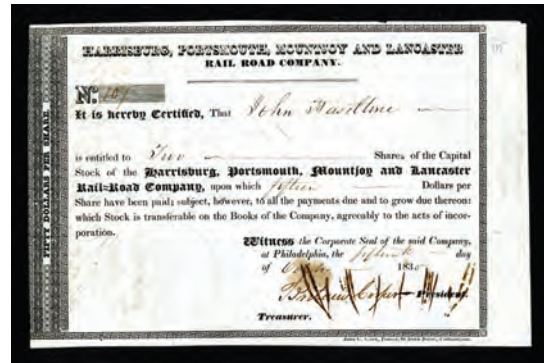 HARRISBURG, PORTSMOUTH, MOUNTJOY AND LANCASTER
RAIL ROAD COMPANY.
No.
It is hereby Certified, That John Haseltine
is entitled to Two Shares of the Capital
Stock of the Harrisburg, Portsmouth, Mountjoy and Lancaster
Rail=Road Company, upon which fifteen Dollars per
Share have been paid; subject, however, to all the payments due and to grow due thereon:
which Stock is transferable on the Books of the Company, agreeably to the acts of incor-
poration.
Witness the Corporate Seal of the said Company,
at Philadelphia, the day
of 183
President.
Treasurer.
FIFTY DOLLARS PER SHARE.